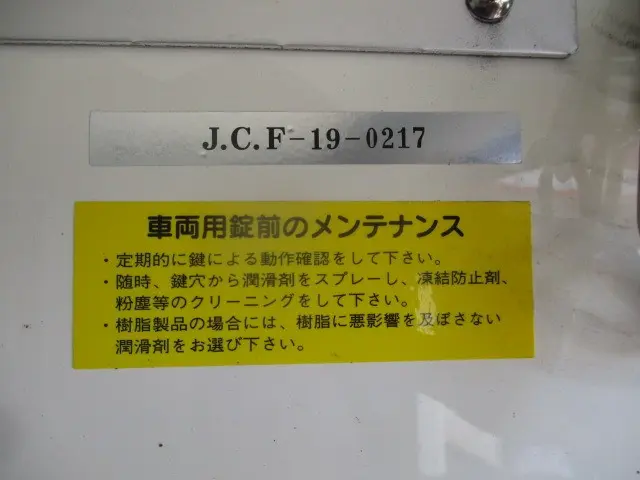 J.C.F-19-0217
車両用錠前のメンテナンス
・定期的に鍵による動作確認をして下さい。
・随時、鍵穴から潤滑剤をスプレーし、凍結防止剤、
粉塵等のクリーニングをして下さい。
・樹脂製品の場合には、樹脂に悪影響を及ぼさない
潤滑剤をお選び下さい。